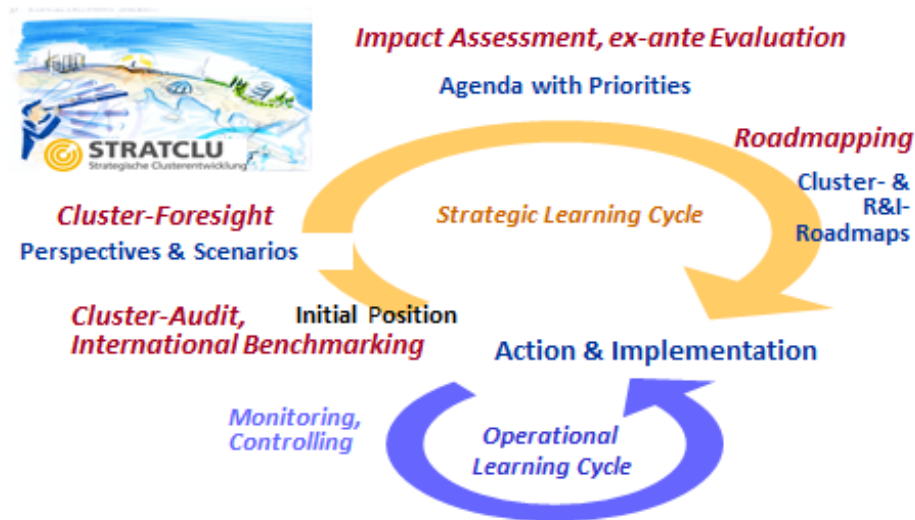 Impact Assessment, ex-ante Evaluation
Agenda with Priorities
STRATCLU
Strategische Clusterentwicklung
Roadmapping
Cluster- &
R&I-
Roadmaps
Cluster-Foresight
Strategic Learning Cycle
Perspectives & Scenarios
Cluster-Audit,
International Benchmarking
Initial Position
Action & Implementation
Monitoring,
Controlling
Operational
Learning Cycle